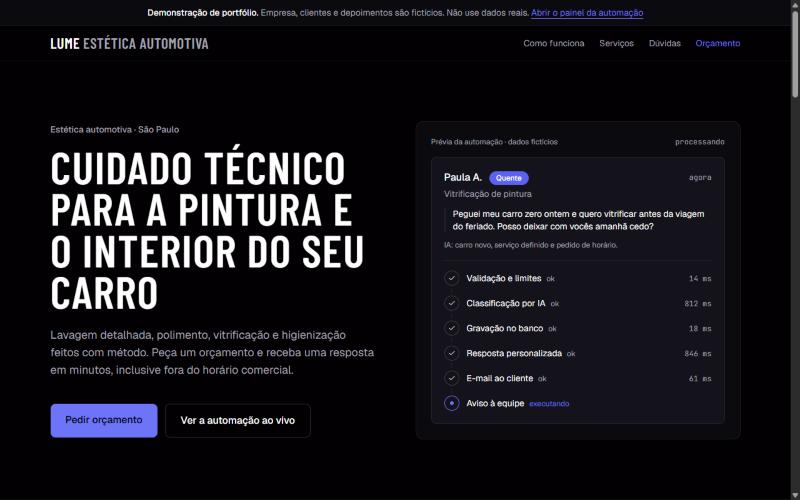 Demonstração de portfólio. Empresa, clientes e depoimentos são fictícios. Não use dados reais. Abrir o painel da automação
LUME ESTÉTICA AUTOMOTIVA
Como funciona Serviços Dúvidas Orçamento
Estética automotiva · São Paulo
CUIDADO TÉCNICO
PARA A PINTURA E
O INTERIOR DO SEU
CARRO
Lavagem detalhada, polimento, vitrificação e higienização
feitos com método. Peça um orçamento e receba uma resposta
em minutos, inclusive fora do horário comercial.
Pedir orçamento
Ver a automação ao vivo
Prévia da automação · dados fictícios processando
Paula A. Quente agora
Vitrificação de pintura
Peguei meu carro zero ontem e quero vitrificar antes da viagem
do feriado. Posso deixar com vocês amanhã cedo?
IA: carro novo, serviço definido e pedido de horário.
Validação e limites ok 14 ms
Classificação por IA ok 812 ms
Gravação no banco ok 18 ms
Resposta personalizada ok 846 ms
E-mail ao cliente ok 61 ms
Aviso à equipe executando